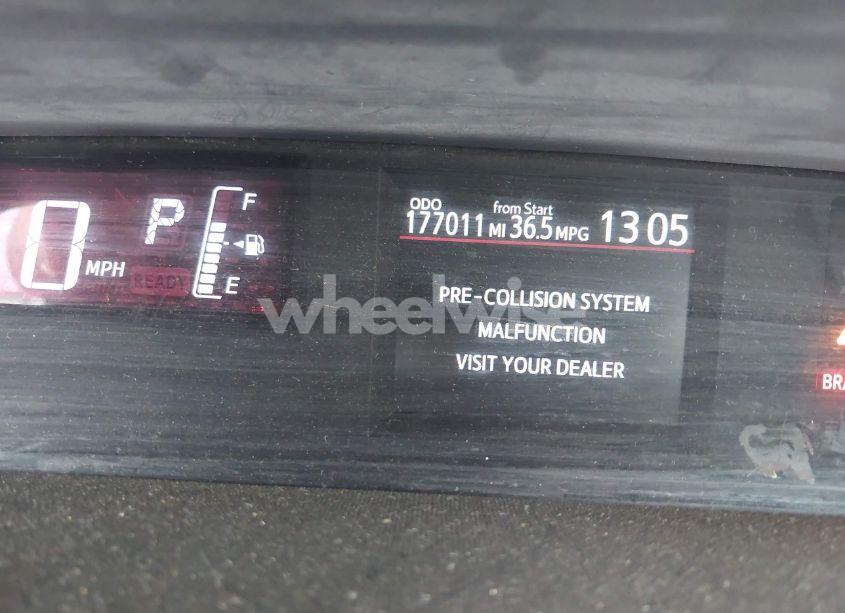 0 MPH
P
READY
F
E
ODO
from Start
177011 MI 36.5 MPG 13 05
PRE-COLLISION SYSTEM
MALFUNCTION
VISIT YOUR DEALER
wheelwise
BRA